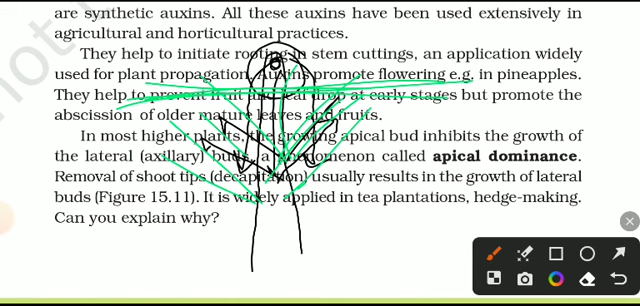 are synthetic auxins. All these auxins have been used extensively in
agricultural and horticultural practices.
They help to initiate rooting in stem cuttings, an application widely
used for plant propagation. Auxins promote flowering e.g. in pineapples.
They help to prevent fruit and leaf drop at early stages but promote the
abscission of older mature leaves and fruits.
In most higher plants, the growing apical bud inhibits the growth of
the lateral (axillary) buds, a phenomenon called apical dominance.
Removal of shoot tips (decapitation) usually results in the growth of lateral
buds (Figure 15.11). It is widely applied in tea plantations, hedge-making.
Can you explain why?